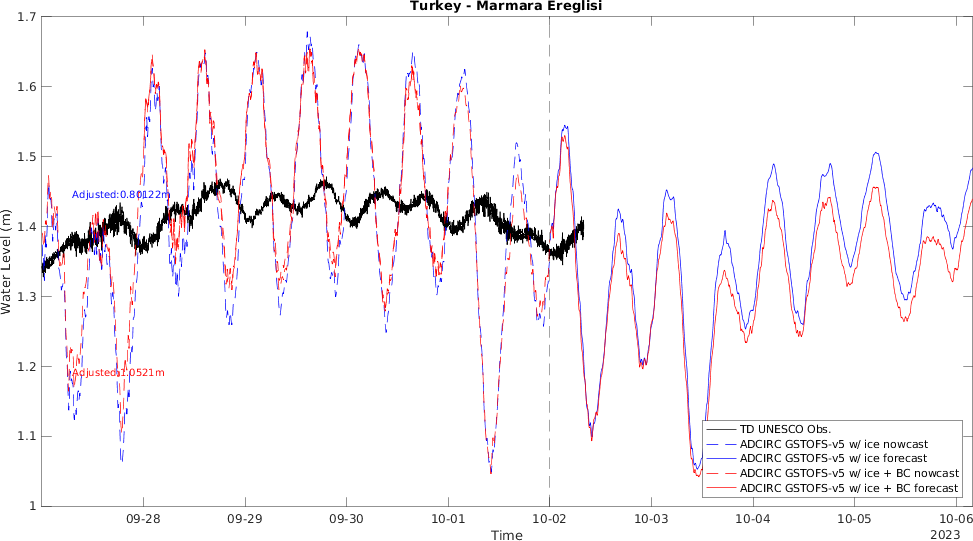 Turkey - Marmara Ereglisi
1.7
1.6
1.5
1.4
1.3
1.2
1.1
1
Water Level (m)
Adjusted:0.80122m
Adjusted:1.0521m
TD UNESCO Obs.
ADCIRC GSTOFS-v5 w/ ice nowcast
ADCIRC GSTOFS-v5 w/ ice forecast
ADCIRC GSTOFS-v5 w/ ice + BC nowcast
ADCIRC GSTOFS-v5 w/ ice + BC forecast
09-28 09-29 09-30 10-01 10-02 10-03 10-04 10-05 10-06
Time
2023